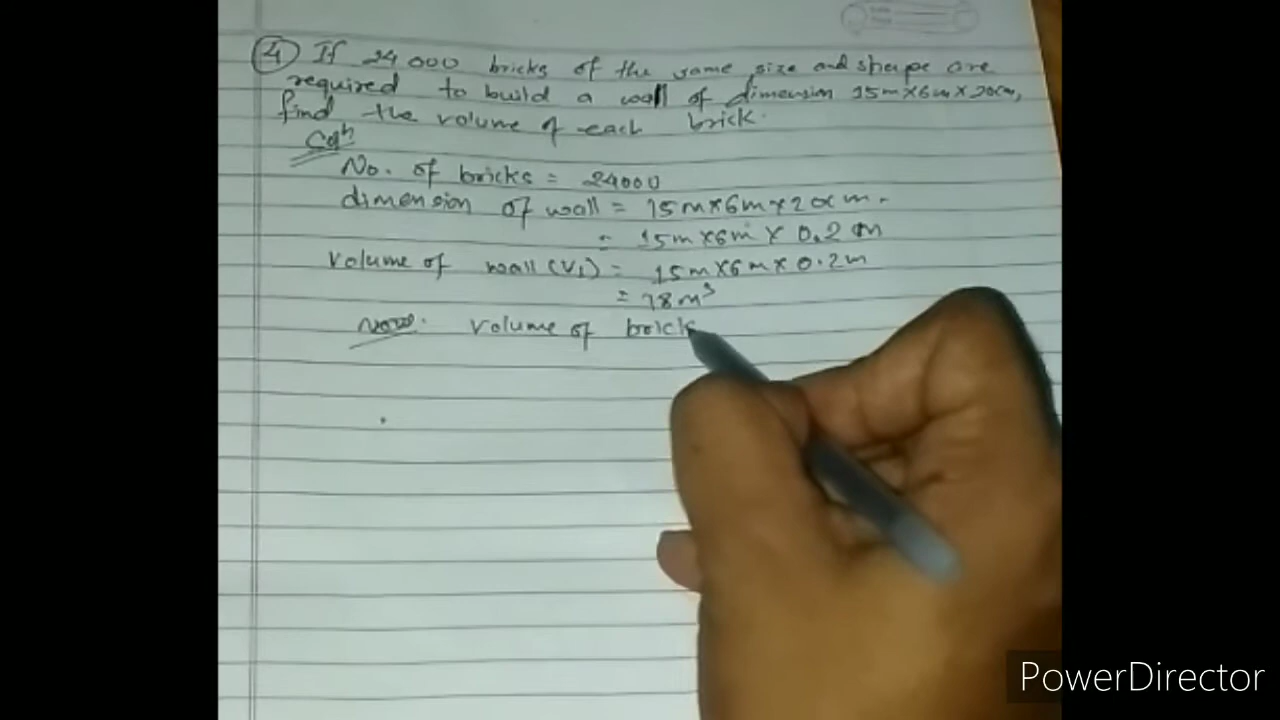 4 If 24000 bricks of the same size and shape are
required to build a wall of dimension 15m×6m×20cm,
find the volume of each brick.
Solⁿ
No. of bricks = 24000
dimension of wall = 15m×6m×20cm.
= 15m×6m×0.2m
Volume of wall (V₁) = 15m×6m×0.2m
= 18m³
Now. Volume of brick
PowerDirector